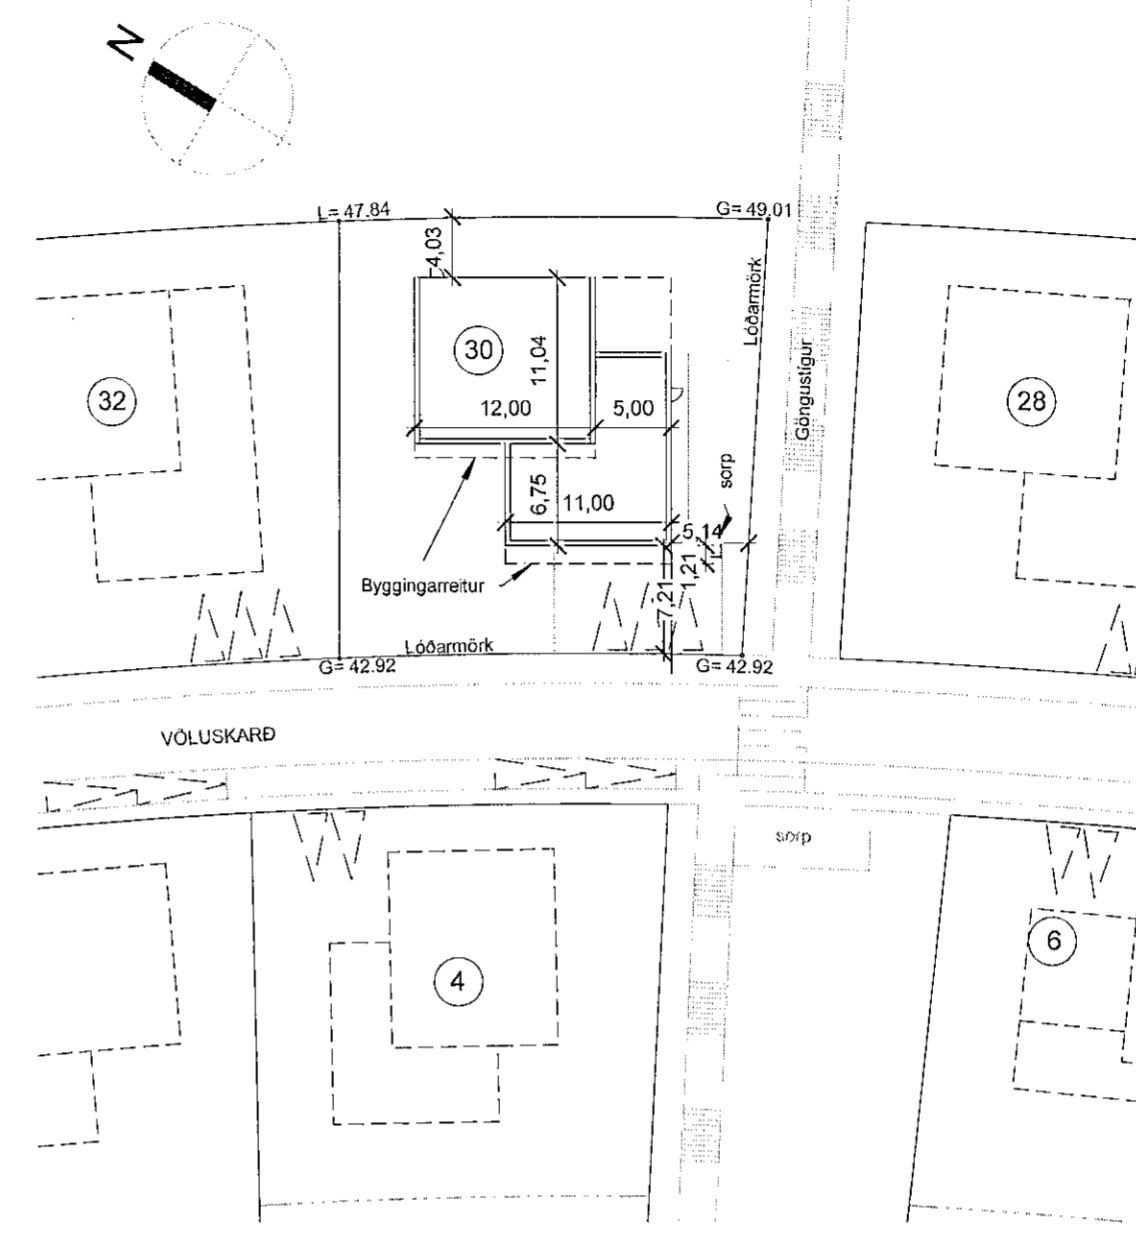 N
L= 47.84
G= 49.01
4,03
Lóðarmörk
30
11,04
32
28
Göngustígur
12,00
5,00
sorp
6,75
11,00
5,14
1,21
7,21
Byggingarreitur
Lóðarmörk
G= 42.92
G= 42.92
VÖLUSKARÐ
sorp
4
6